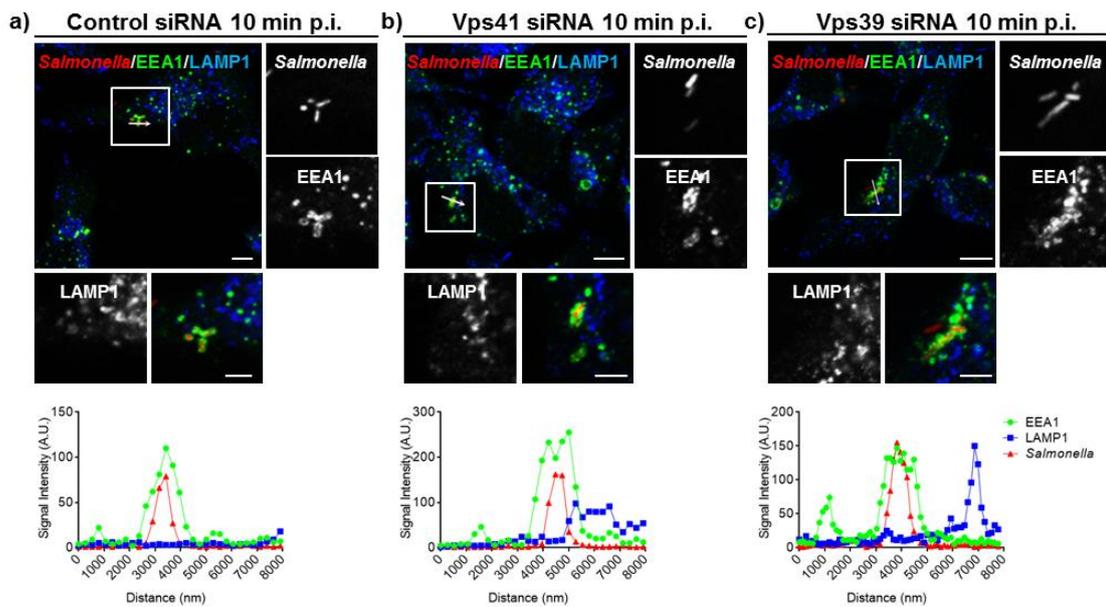 a) Control siRNA 10 min p.i.
Salmonella/EEA1/LAMP1
Salmonella
EEA1
LAMP1
Signal Intensity (A.U.)
150
100
50
0
0
1000
2000
3000
4000
5000
6000
7000
8000
Distance (nm)
b) Vps41 siRNA 10 min p.i.
Salmonella/EEA1/LAMP1
Salmonella
EEA1
LAMP1
Signal Intensity (A.U.)
300
200
100
0
0
1000
2000
3000
4000
5000
6000
7000
8000
Distance (nm)
c) Vps39 siRNA 10 min p.i.
Salmonella/EEA1/LAMP1
Salmonella
EEA1
LAMP1
Signal Intensity (A.U.)
200
150
100
50
0
0
1000
2000
3000
4000
5000
6000
7000
8000
Distance (nm)
EEA1
LAMP1
Salmonella